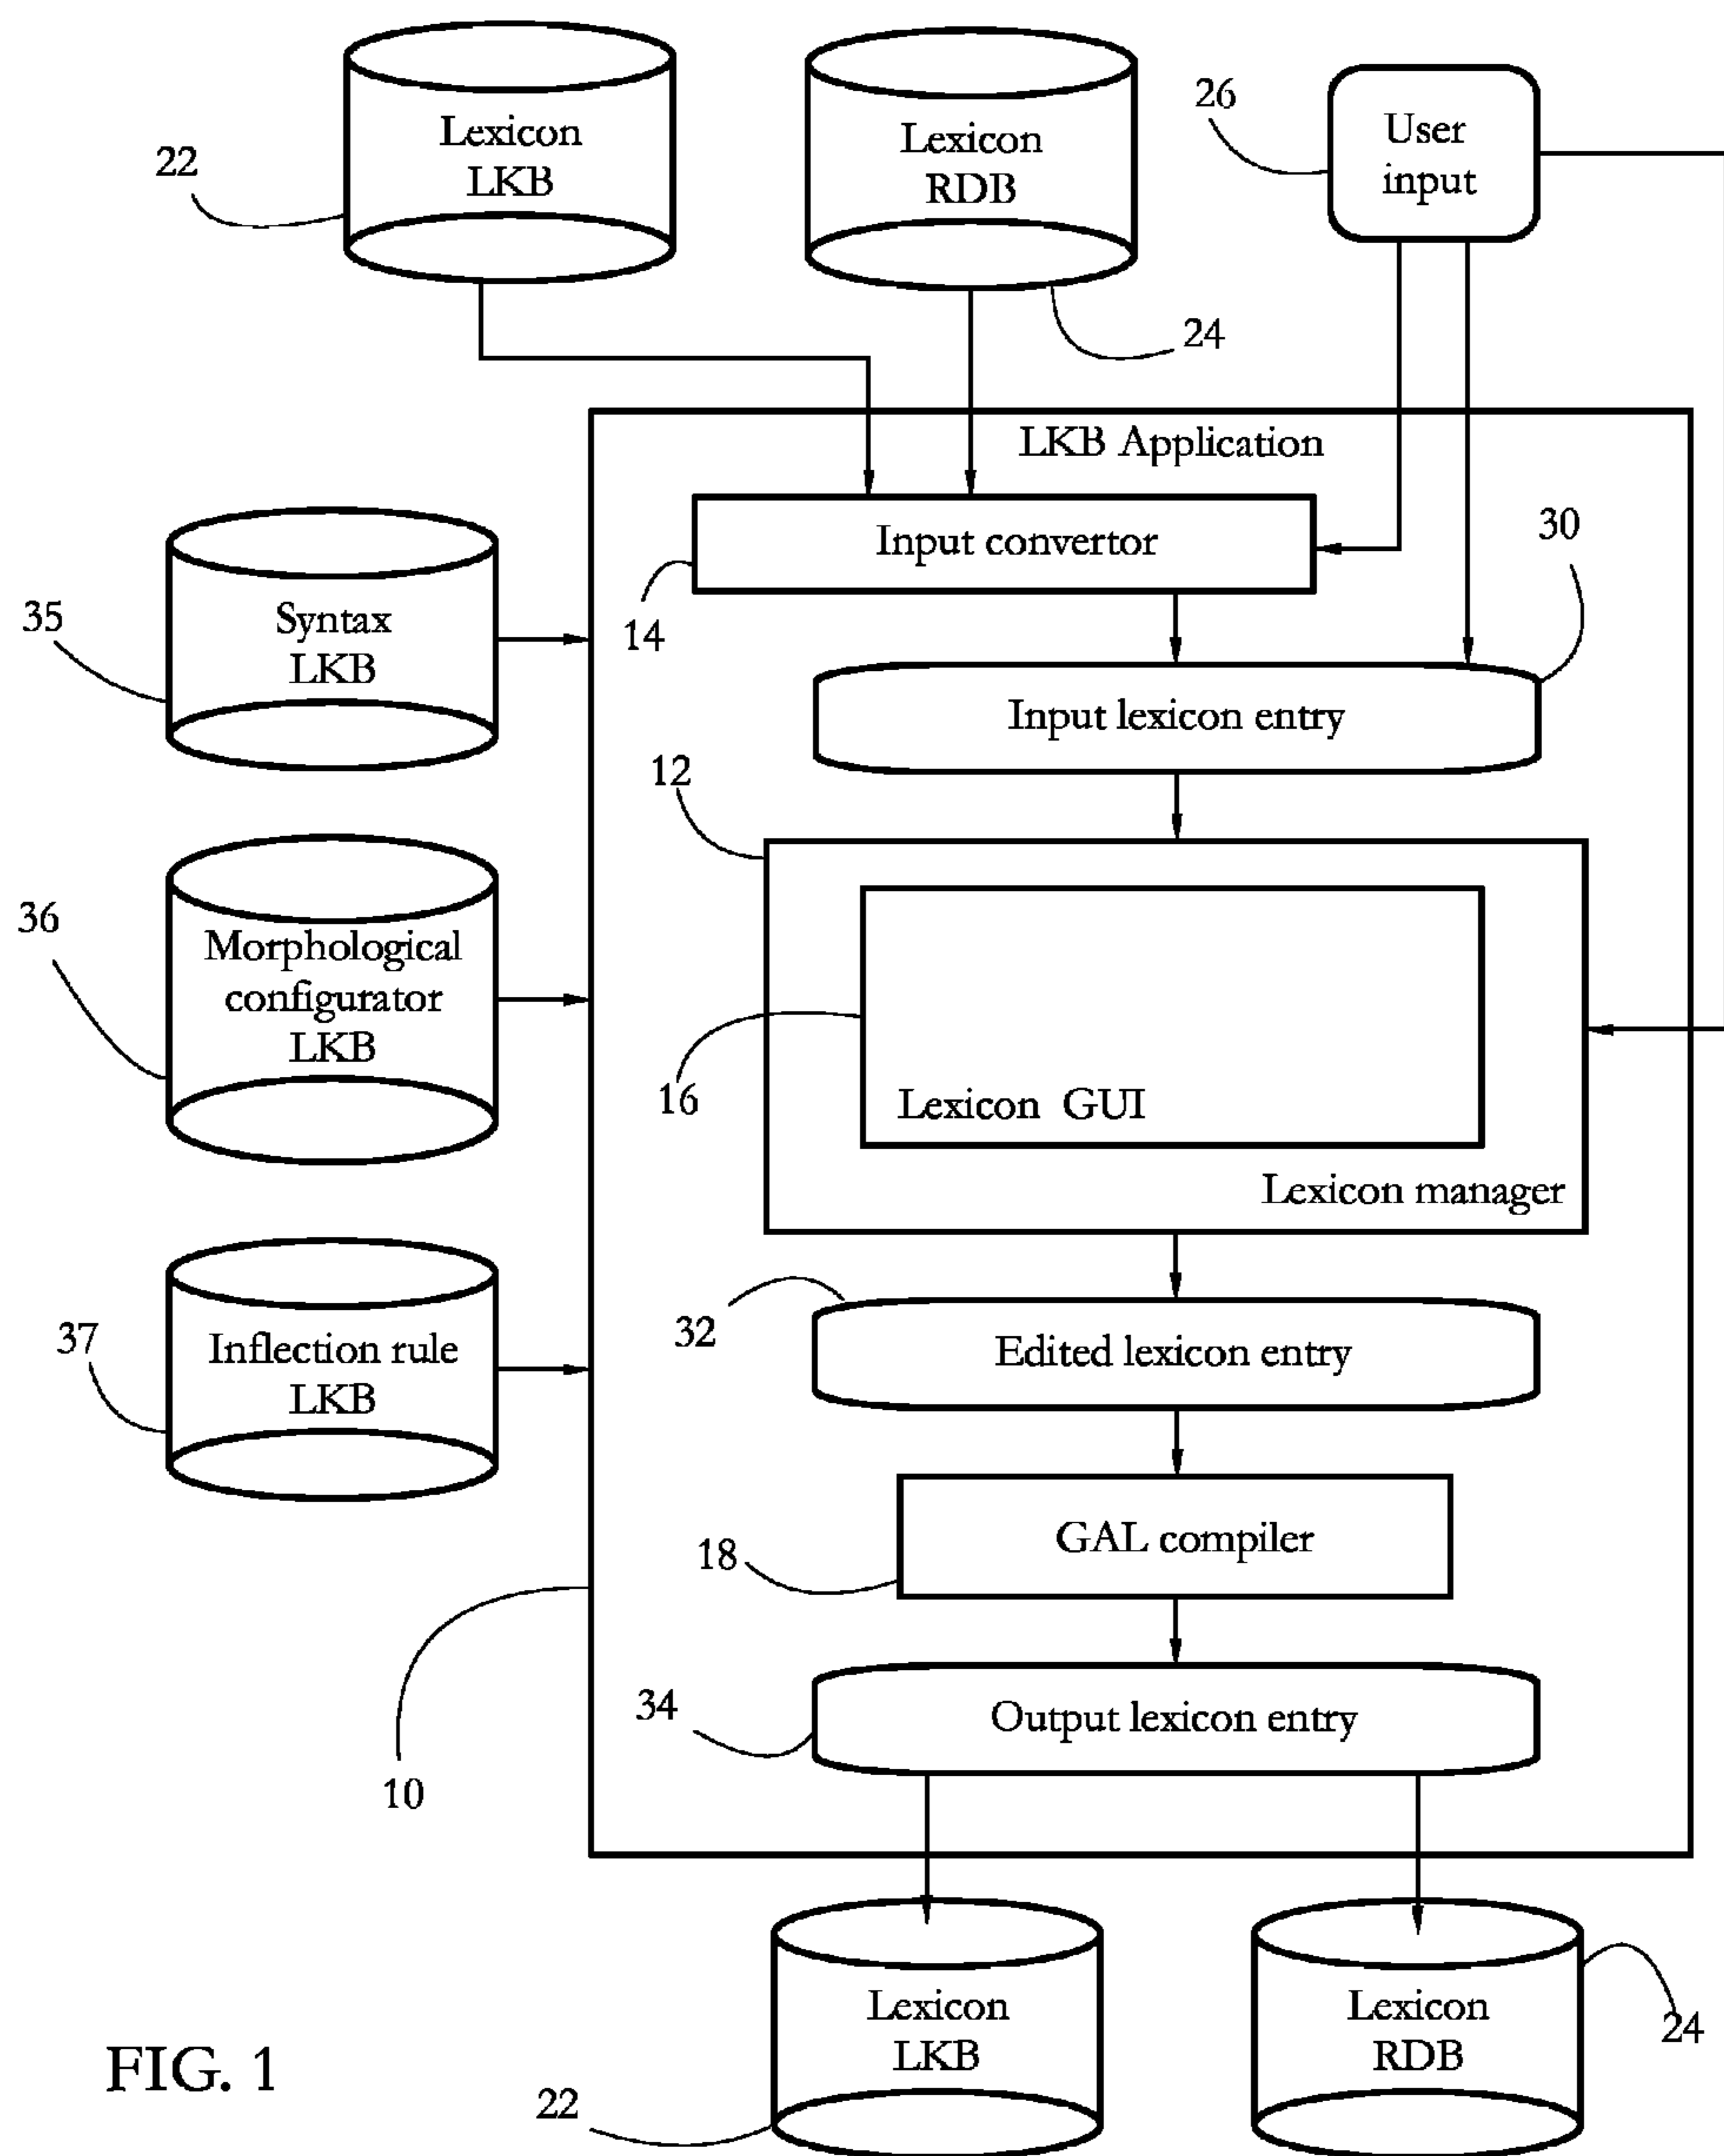 Lexicon
LKB
22
Lexicon
RDB
24
26
User
input
LKB Application
Input convertor
14
30
Input lexicon entry
35
Syntax
LKB
12
36
Morphological
configurator
LKB
16
Lexicon GUI
Lexicon manager
37
Inflection rule
LKB
32
Edited lexicon entry
18
GAL compiler
34
Output lexicon entry
10
Lexicon
LKB
22
Lexicon
RDB
24
FIG. 1